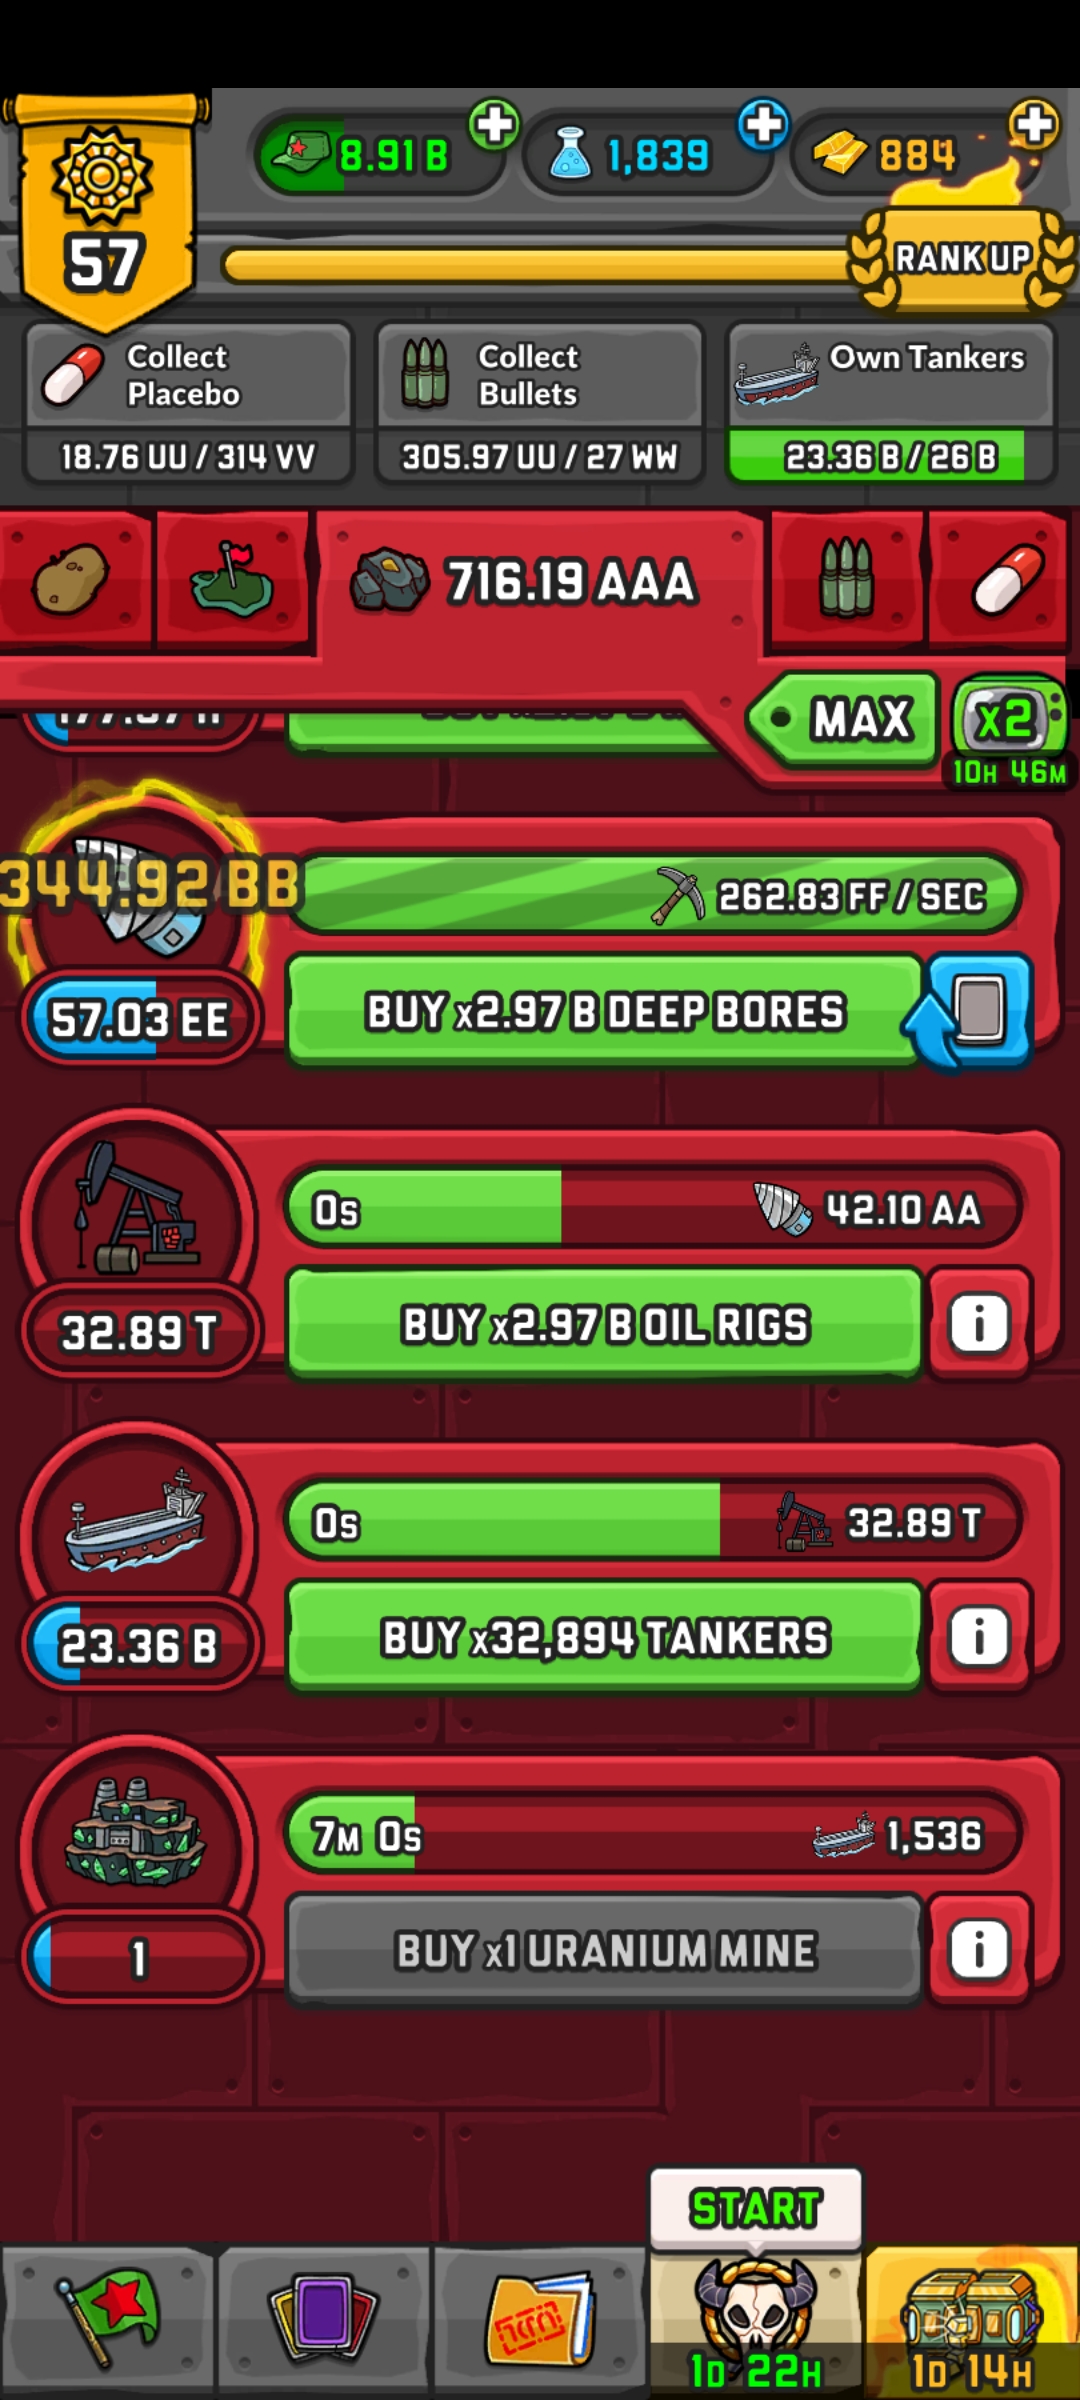 57
8.91 B
1,839
884
RANK UP
Collect
Placebo
18.76 UU / 314 VV
Collect
Bullets
305.97 UU / 27 WW
Own Tankers
23.36 B / 26 B
716.19 AAA
MAX
x2
10H 46M
344.92 BB
262.83 FF / SEC
57.03 EE
BUY x2.97 B DEEP BORES
0s
42.10 AA
32.89 T
BUY x2.97 B OIL RIGS
i
0s
32.89 T
23.36 B
BUY x32,894 TANKERS
i
7M 0s
1,536
1
BUY x1 URANIUM MINE
i
START
1D 22H
1D 14H